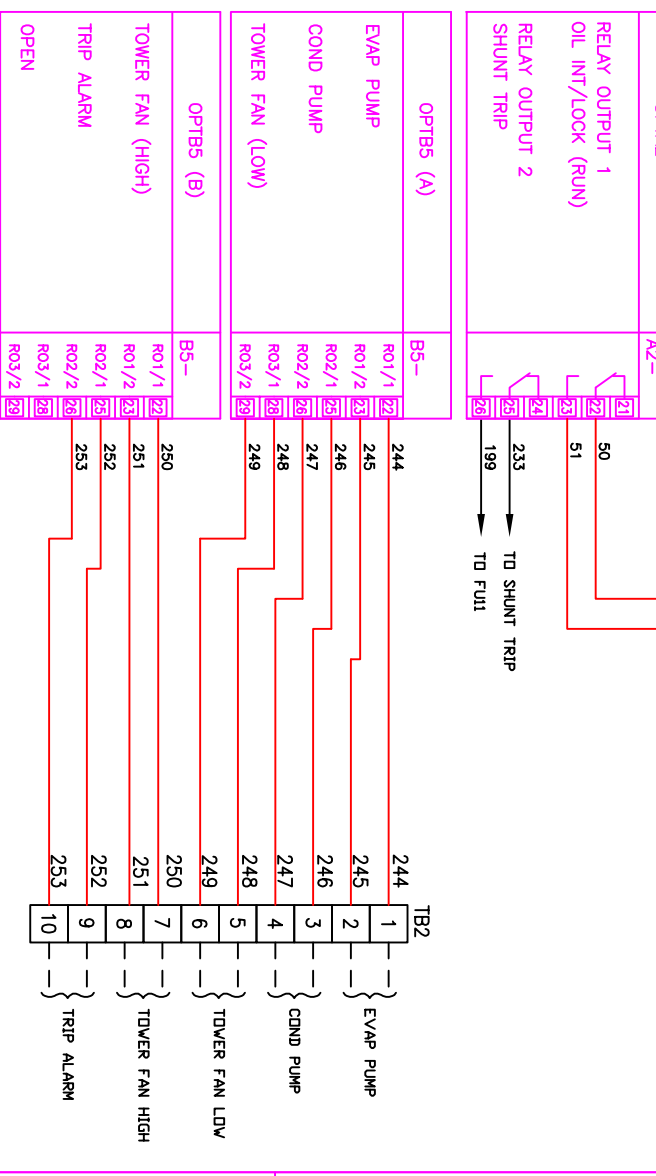 A2-
RELAY OUTPUT 1
OIL INT/LOCK (RUN)
RELAY OUTPUT 2
SHUNT TRIP
21
22
23
24
25
26
50
51
233
199
TO SHUNT TRIP
TO FU11
OPTB5 (A)
B5-
EVAP PUMP
COND PUMP
TOWER FAN (LOW)
RO1/1
RO1/2
RO2/1
RO2/2
RO3/1
RO3/2
22
23
25
26
28
29
244
245
246
247
248
249
OPTB5 (B)
B5-
TOWER FAN (HIGH)
TRIP ALARM
OPEN
RO1/1
RO1/2
RO2/1
RO2/2
RO3/1
RO3/2
22
23
25
26
28
29
250
251
252
253
TB2
244
245
246
247
248
249
250
251
252
253
1
2
3
4
5
6
7
8
9
10
EVAP PUMP
COND PUMP
TOWER FAN LOW
TOWER FAN HIGH
TRIP ALARM